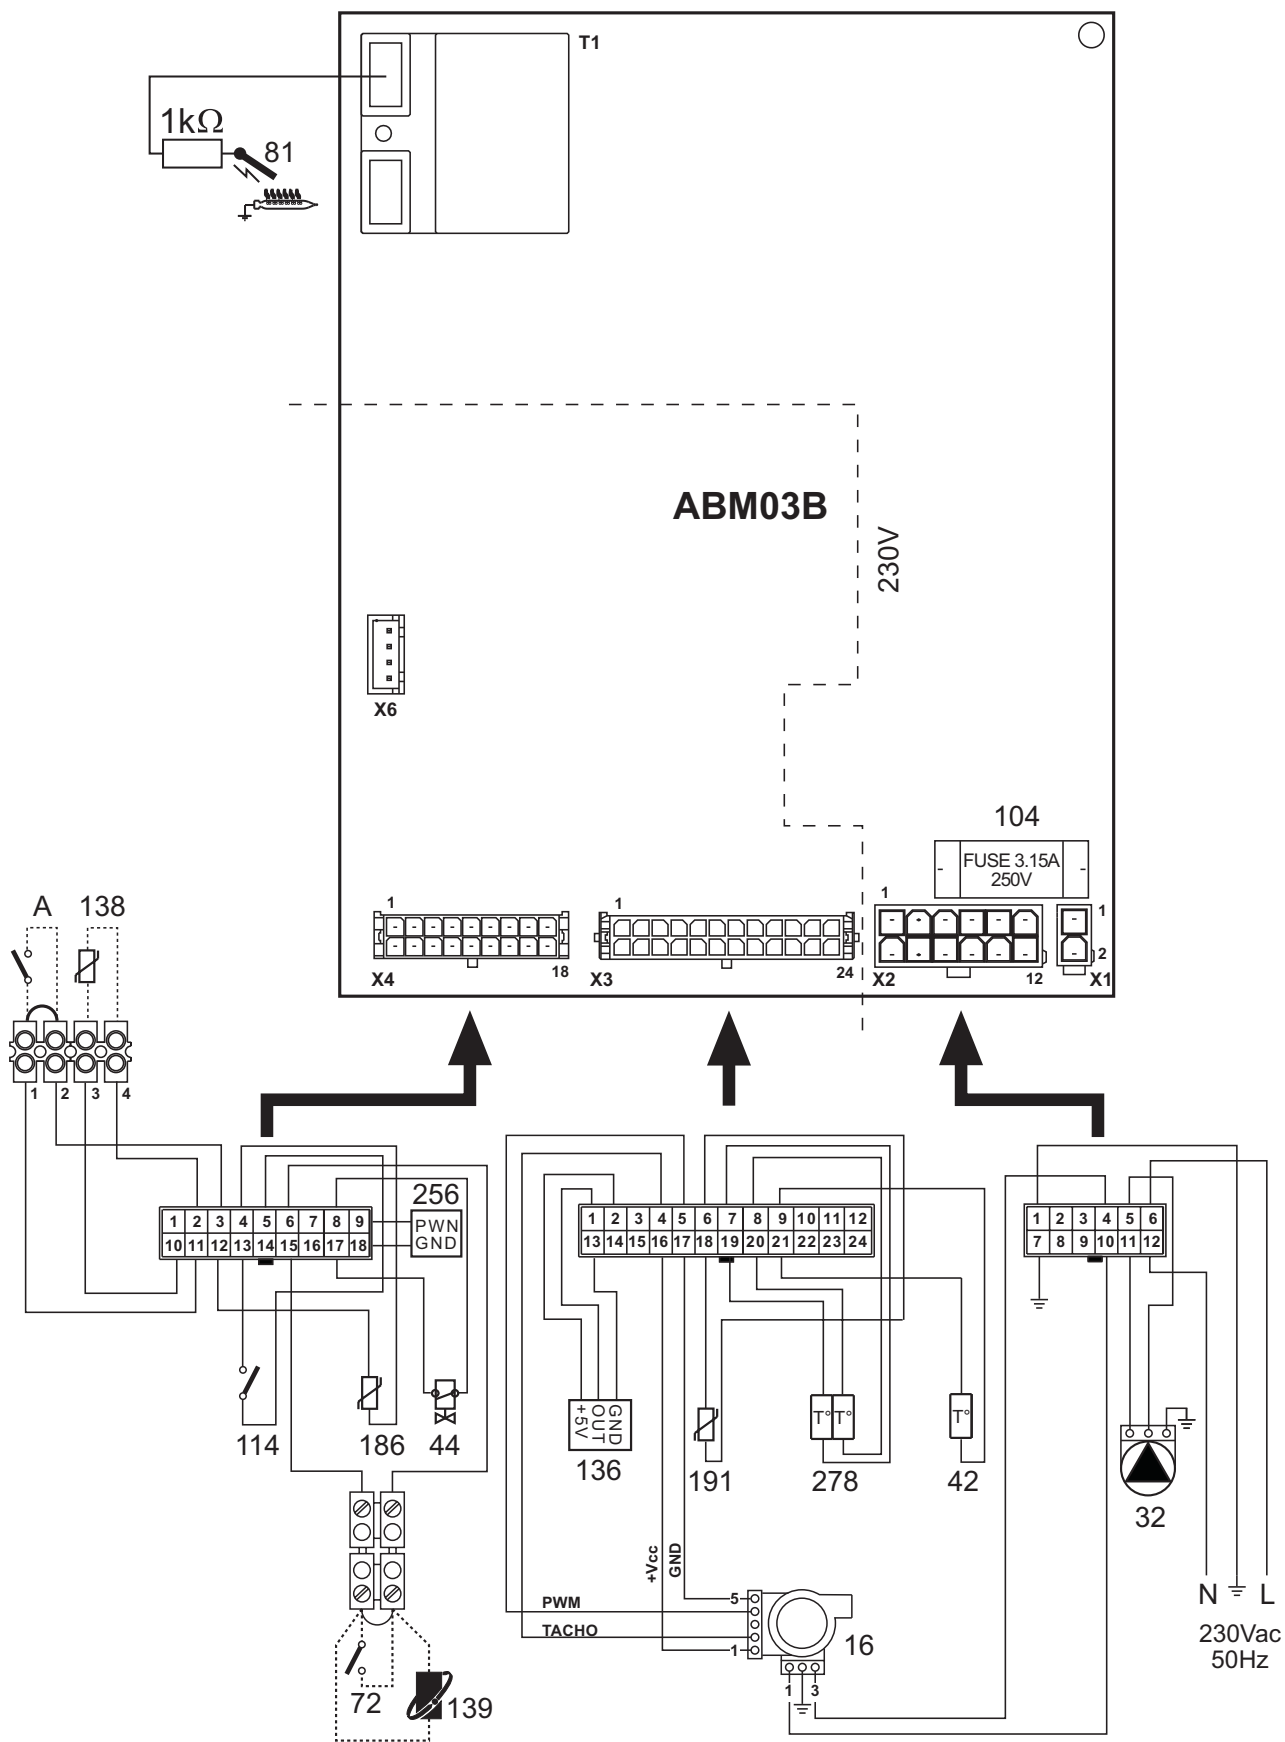 T1
1kΩ
81
ABM03B
230V
X6
104
FUSE 3.15A
250V
A 138
1
18
X4
1
24
X3
1
12
X2
1
2
X1
1 2 3 4
256
PWN
GND
1 2 3 4 5 6 7 8 9
10 11 12 13 14 15 16 17 18
1 2 3 4 5 6 7 8 9 10 11 12
13 14 15 16 17 18 19 20 21 22 23 24
1 2 3 4 5 6
7 8 9 10 11 12
114
186
44
+5V
OUT
GND
136
191
T° T°
278
T°
42
32
+Vcc
GND
PWM
TACHO
5
1
16
1 3
N L
230Vac
50Hz
72
139